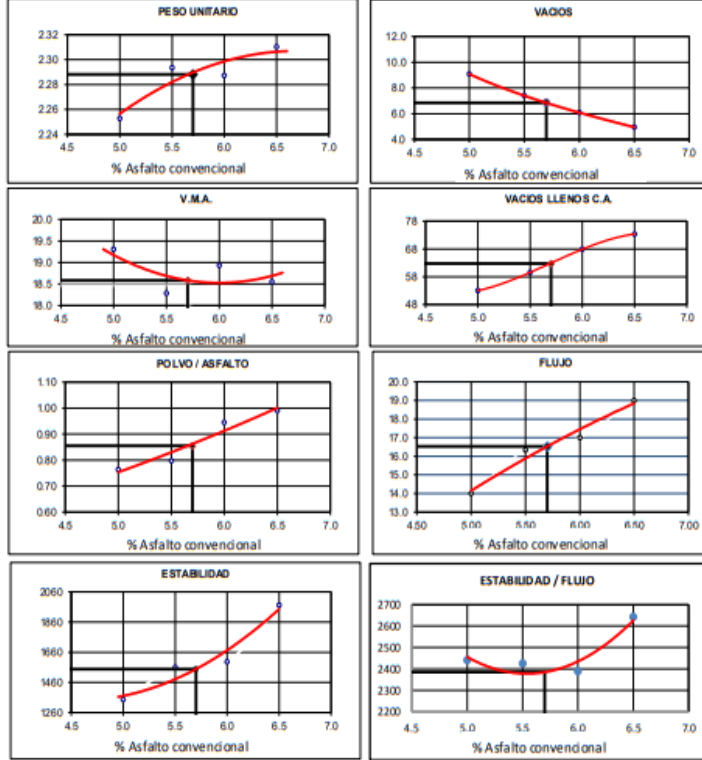 PESO UNITARIO
2.32
2.30
2.28
2.26
2.24
4.5 5.0 5.5 6.0 6.5 7.0
% Asfalto convencional
VACIOS
12.0
10.0
8.0
6.0
4.0
4.5 5.0 5.5 6.0 6.5 7.0
% Asfalto convencional
V.M.A.
20.0
19.5
19.0
18.5
18.0
4.5 5.0 5.5 6.0 6.5 7.0
% Asfalto convencional
VACIOS LLENOS C.A.
78
68
58
48
4.5 5.0 5.5 6.0 6.5 7.0
% Asfalto convencional
POLVO / ASFALTO
1.10
1.00
0.90
0.80
0.70
0.60
4.5 5.0 5.5 6.0 6.5 7.0
% Asfalto convencional
FLUJO
20.0
19.0
18.0
17.0
16.0
15.0
14.0
13.0
4.50 5.00 5.50 6.00 6.50 7.00
% Asfalto convencional
ESTABILIDAD
2060
1860
1660
1460
1260
4.5 5.0 5.5 6.0 6.5 7.0
% Asfalto convencional
ESTABILIDAD / FLUJO
2700
2600
2500
2400
2300
2200
4.5 5.0 5.5 6.0 6.5 7.0
% Asfalto convencional